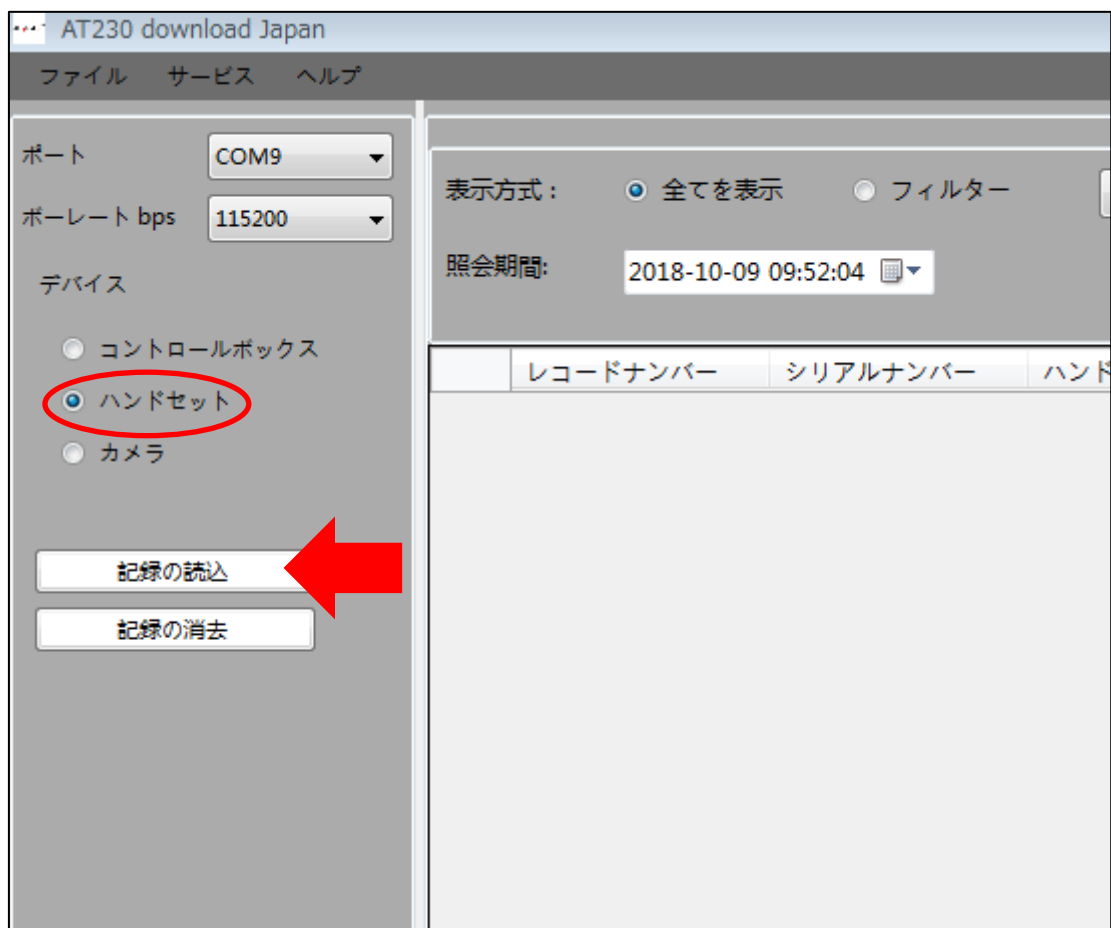 AT230 download Japan
ファイル サービス ヘルプ
ポート COM9
ボーレート bps 115200
デバイス
コントロールボックス
ハンドセット
カメラ
記録の読込
記録の消去
表示方式： 全てを表示 フィルター
照会期間: 2018-10-09 09:52:04
レコードナンバー シリアルナンバー ハンド